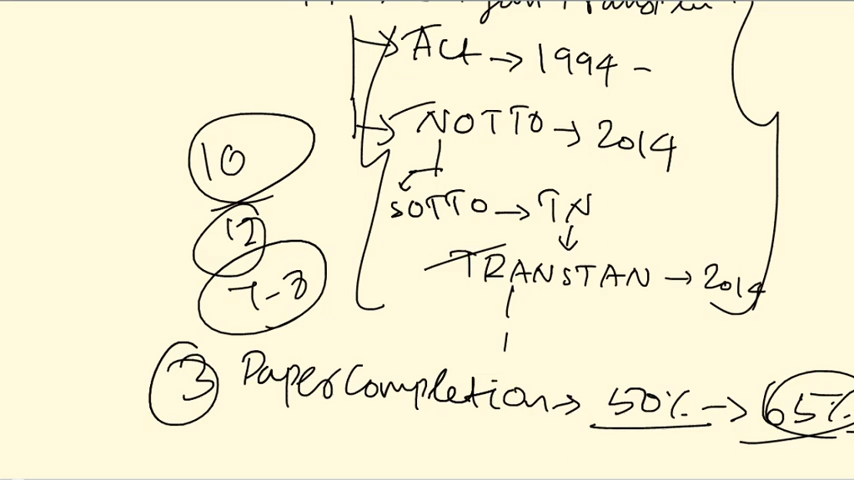 Act → 1994 -
NOTTO → 2014
10
SOTTO → TN
12
TRANSTAN → 2014
7-8
3 Paper Completion → 50% → 65%